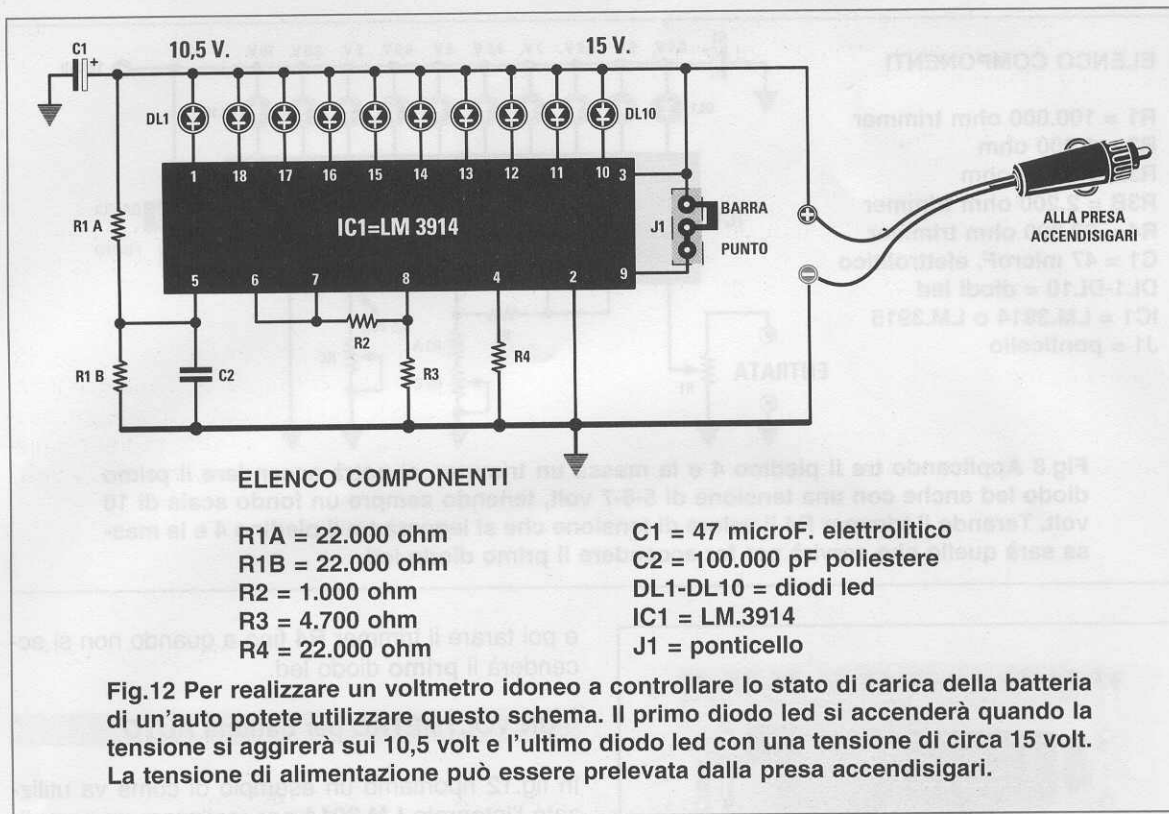 C1
+
10,5 V.
15 V.
DL1
DL10
1 18 17 16 15 14 13 12 11 10 3
R1 A
IC1=LM 3914
J1
BARRA
PUNTO
ALLA PRESA
ACCENDISIGARI
5 6 7 8 4 2 9
R2
R1 B
C2
R3
R4
ELENCO COMPONENTI
R1A = 22.000 ohm
R1B = 22.000 ohm
R2 = 1.000 ohm
R3 = 4.700 ohm
R4 = 22.000 ohm
C1 = 47 microF. elettrolitico
C2 = 100.000 pF poliestere
DL1-DL10 = diodi led
IC1 = LM.3914
J1 = ponticello
Fig.12 Per realizzare un voltmetro idoneo a controllare lo stato di carica della batteria
di un'auto potete utilizzare questo schema. Il primo diodo led si accenderà quando la
tensione si aggirerà sui 10,5 volt e l'ultimo diodo led con una tensione di circa 15 volt.
La tensione di alimentazione può essere prelevata dalla presa accendisigari.